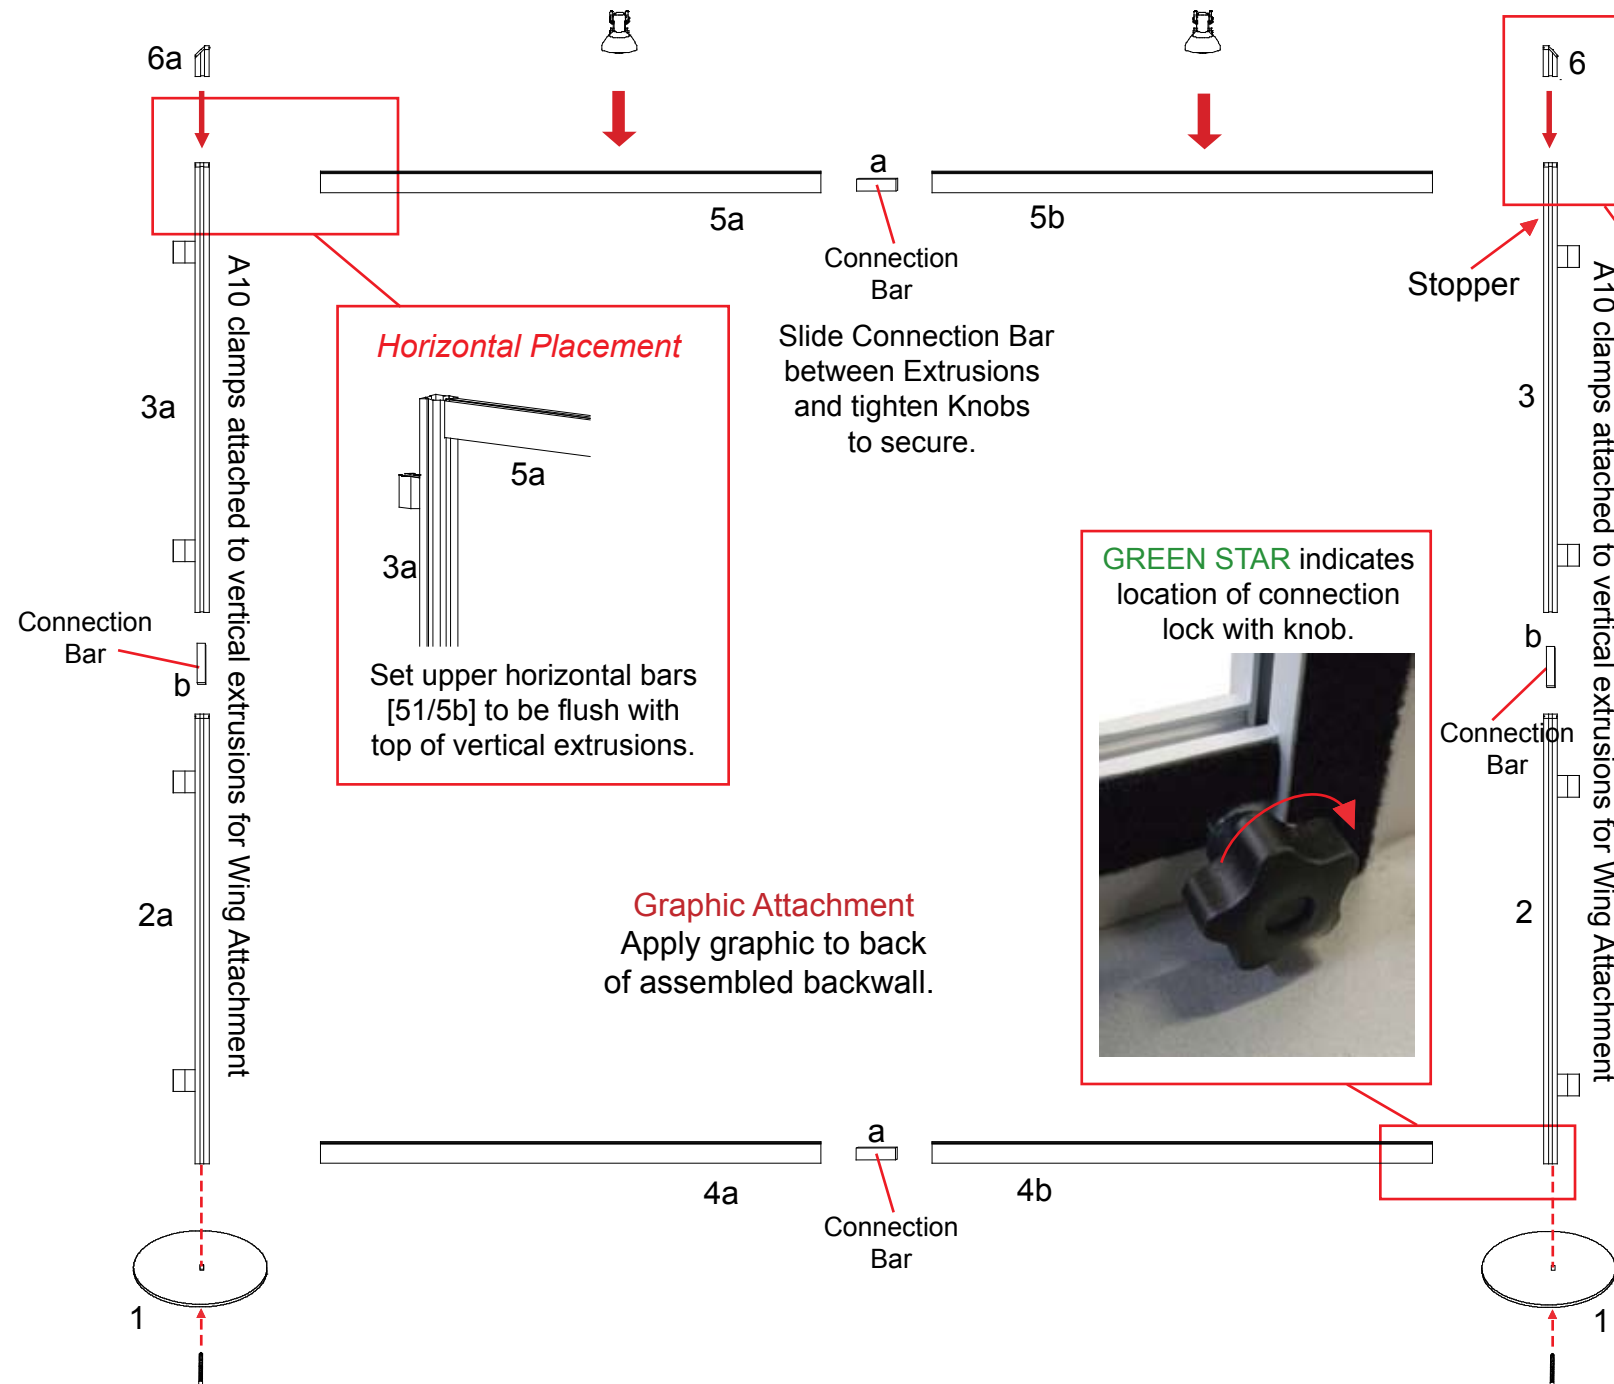 6a
6
a
5a
5b
Connection
Bar
Stopper
Slide Connection Bar
between Extrusions
and tighten Knobs
to secure.
Horizontal Placement
5a
3a
Set upper horizontal bars
[51/5b] to be flush with
top of vertical extrusions.
3a
A10 clamps attached to vertical extrusions for Wing Attachment
3
A10 clamps attached to vertical extrusions for Wing Attachment
GREEN STAR indicates
location of connection
lock with knob.
Connection
Bar
b
b
Connection
Bar
2a
2
Graphic Attachment
Apply graphic to back
of assembled backwall.
a
4a
4b
Connection
Bar
1
1